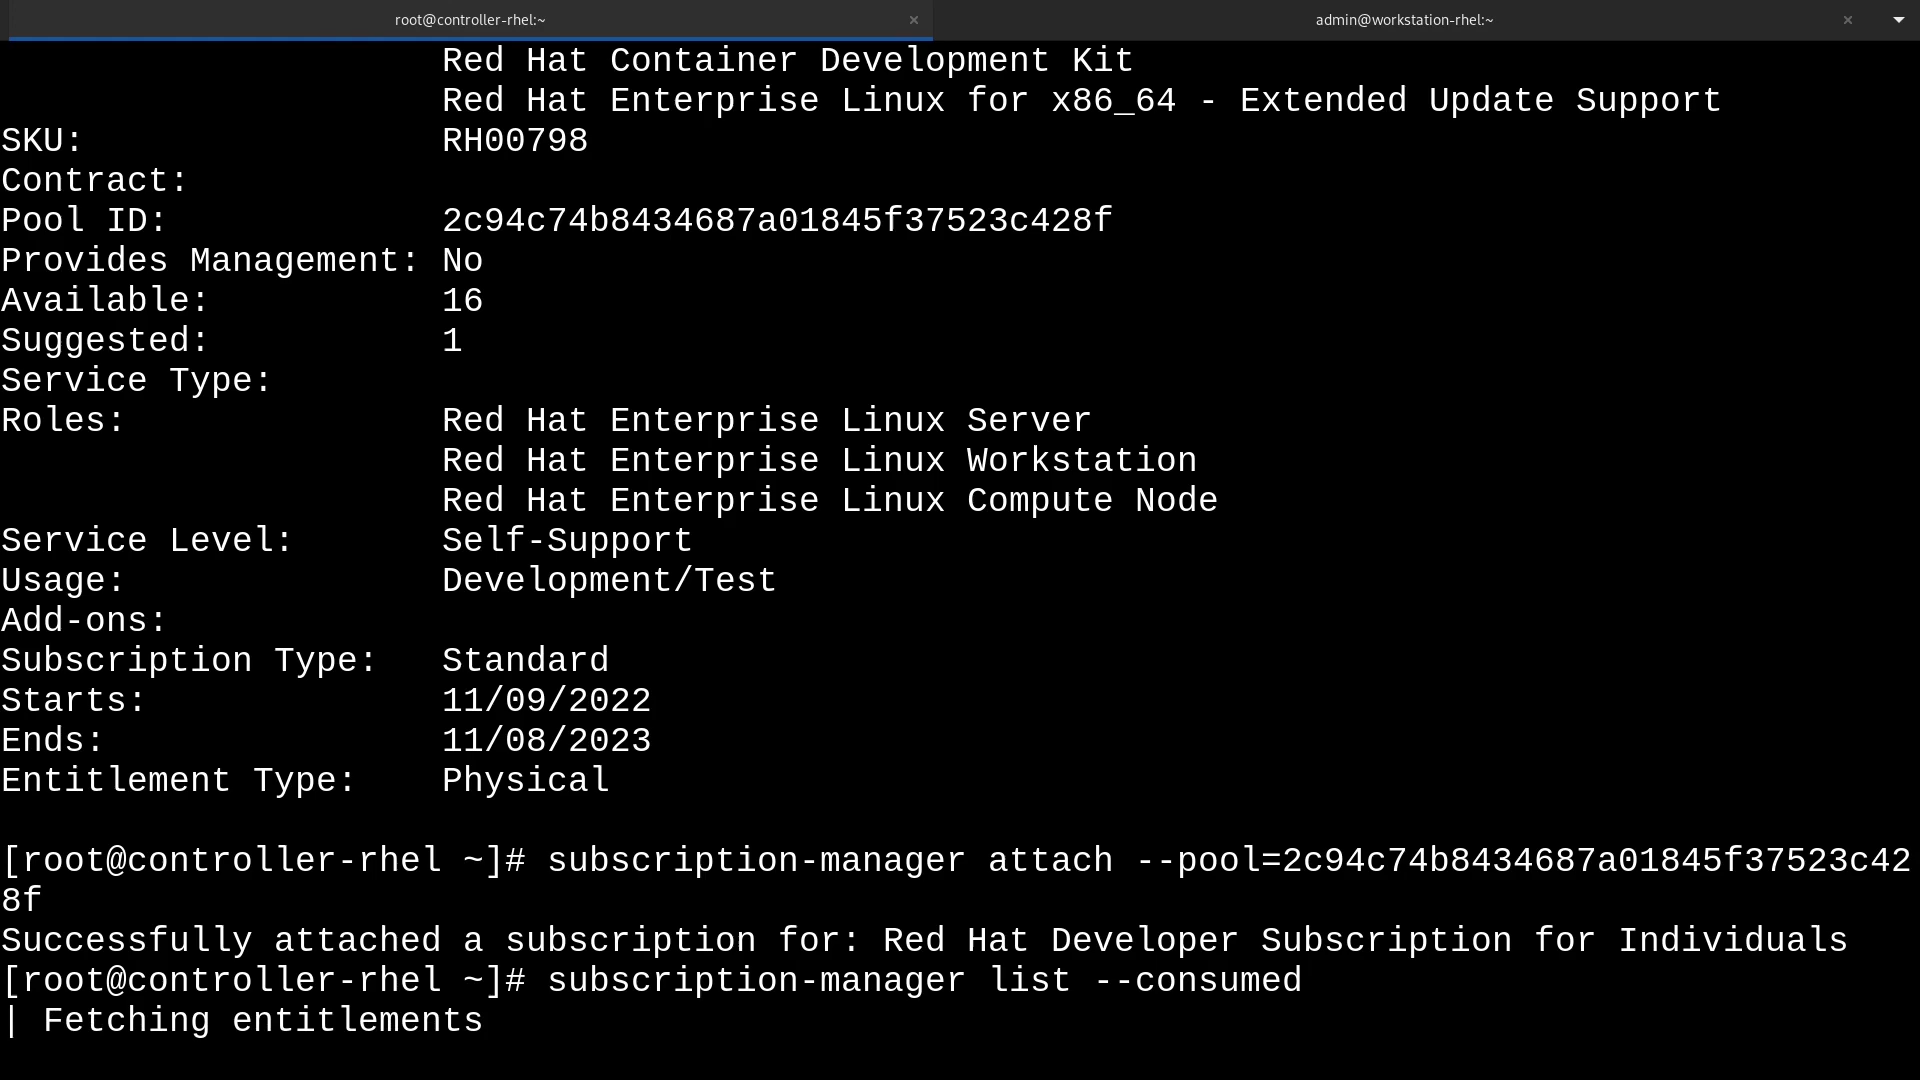 root@controller-rhel:~ × admin@workstation-rhel:~ ×
Red Hat Container Development Kit
Red Hat Enterprise Linux for x86_64 - Extended Update Support
SKU: RH00798
Contract:
Pool ID: 2c94c74b8434687a01845f37523c428f
Provides Management: No
Available: 16
Suggested: 1
Service Type:
Roles: Red Hat Enterprise Linux Server
Red Hat Enterprise Linux Workstation
Red Hat Enterprise Linux Compute Node
Service Level: Self-Support
Usage: Development/Test
Add-ons:
Subscription Type: Standard
Starts: 11/09/2022
Ends: 11/08/2023
Entitlement Type: Physical
[root@controller-rhel ~]# subscription-manager attach --pool=2c94c74b8434687a01845f37523c42
8f
Successfully attached a subscription for: Red Hat Developer Subscription for Individuals
[root@controller-rhel ~]# subscription-manager list --consumed
| Fetching entitlements